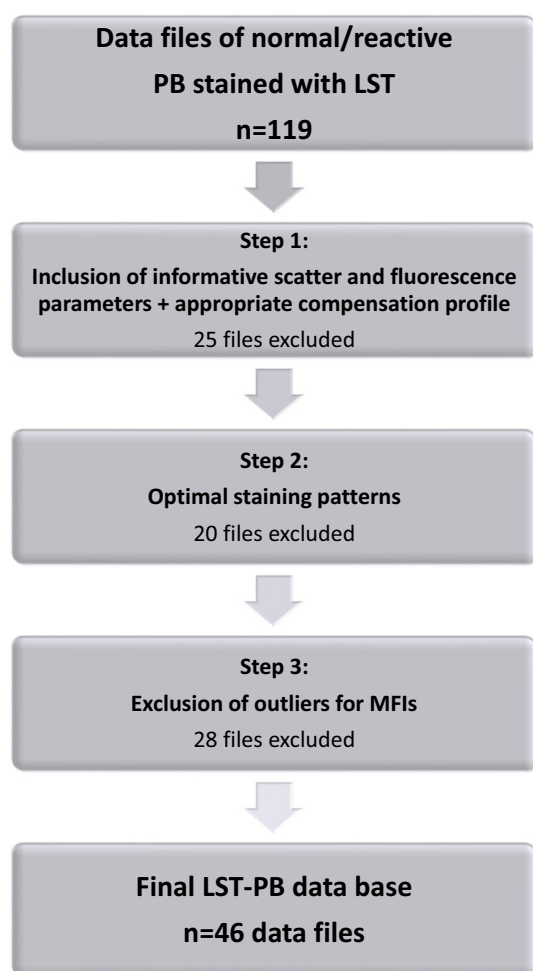 Data files of normal/reactive
PB stained with LST
n=119
Step 1:
Inclusion of informative scatter and fluorescence
parameters + appropriate compensation profile
25 files excluded
Step 2:
Optimal staining patterns
20 files excluded
Step 3:
Exclusion of outliers for MFIs
28 files excluded
Final LST-PB data base
n=46 data files